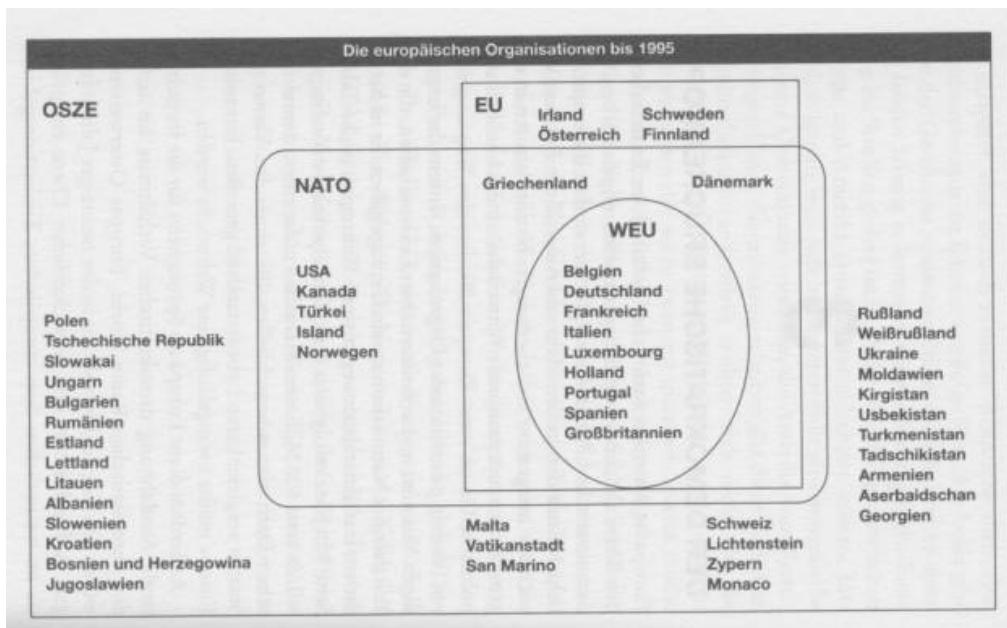 Die europäischen Organisationen bis 1995
OSZE
EU
Irland
Schweden
Österreich
Finnland
NATO
Griechenland
Dänemark
WEU
USA
Kanada
Türkei
Island
Norwegen
Belgien
Deutschland
Frankreich
Italien
Luxembourg
Holland
Portugal
Spanien
Großbritannien
Polen
Tschechische Republik
Slowakai
Ungarn
Bulgarien
Rumänien
Estland
Lettland
Litauen
Albanien
Slowenien
Kroatien
Bosnien und Herzegowina
Jugoslawien
Rußland
Weißrußland
Ukraine
Moldawien
Kirgistan
Usbekistan
Turkmenistan
Tadschikistan
Armenien
Aserbaidschan
Georgien
Malta
Vatikanstadt
San Marino
Schweiz
Lichtenstein
Zypern
Monaco